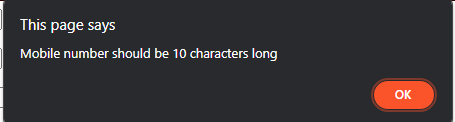 This page says
Mobile number should be 10 characters long
OK